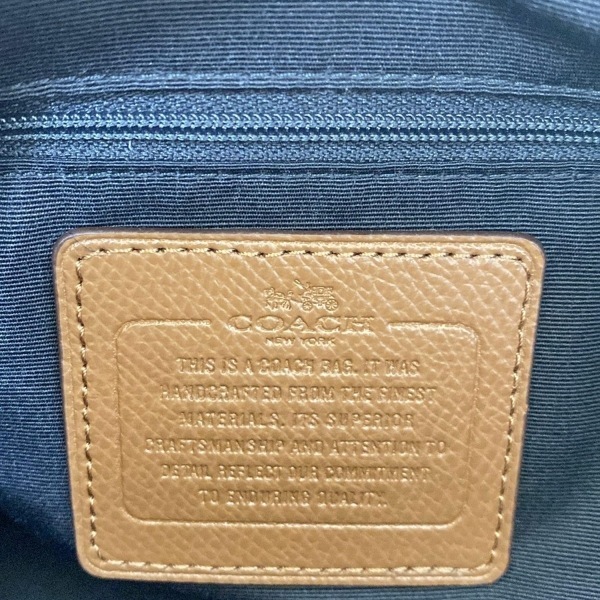 COACH
NEW YORK
THIS IS A COACH BAG. IT WAS
HANDCRAFTED FROM THE FINEST
MATERIALS. ITS SUPERIOR
CRAFTSMANSHIP AND ATTENTION TO
DETAIL REFLECT OUR COMMITMENT
TO ENDURING QUALITY.